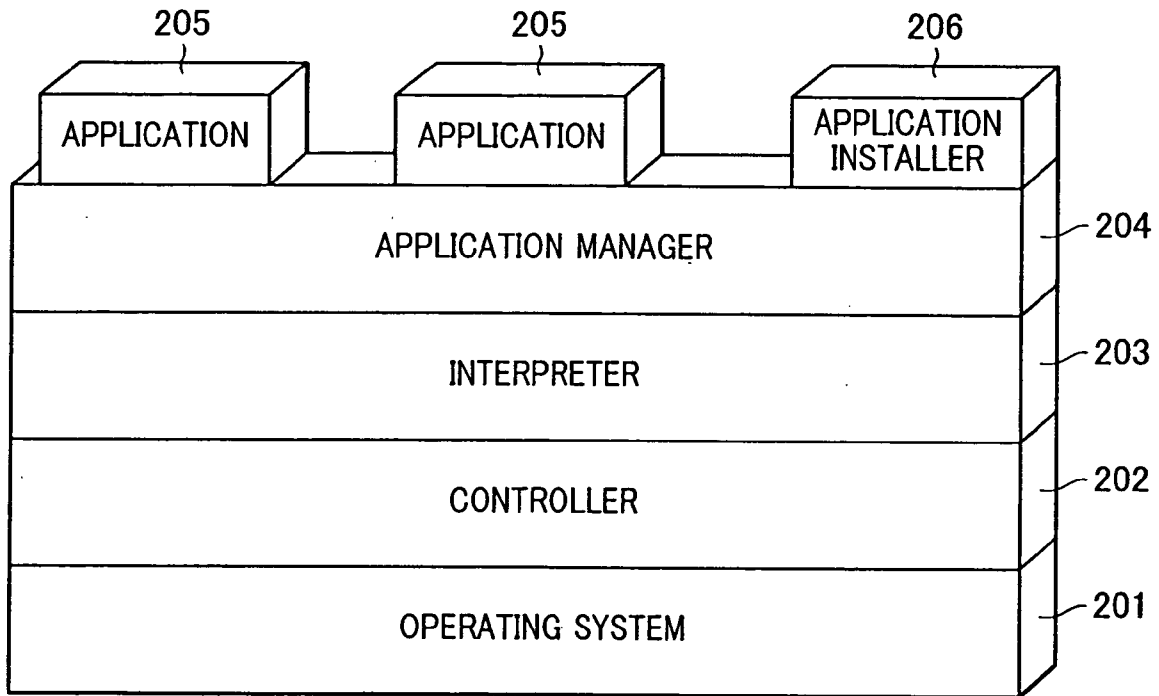 205
205
206
APPLICATION
APPLICATION
APPLICATION
INSTALLER
APPLICATION MANAGER
204
INTERPRETER
203
CONTROLLER
202
OPERATING SYSTEM
201